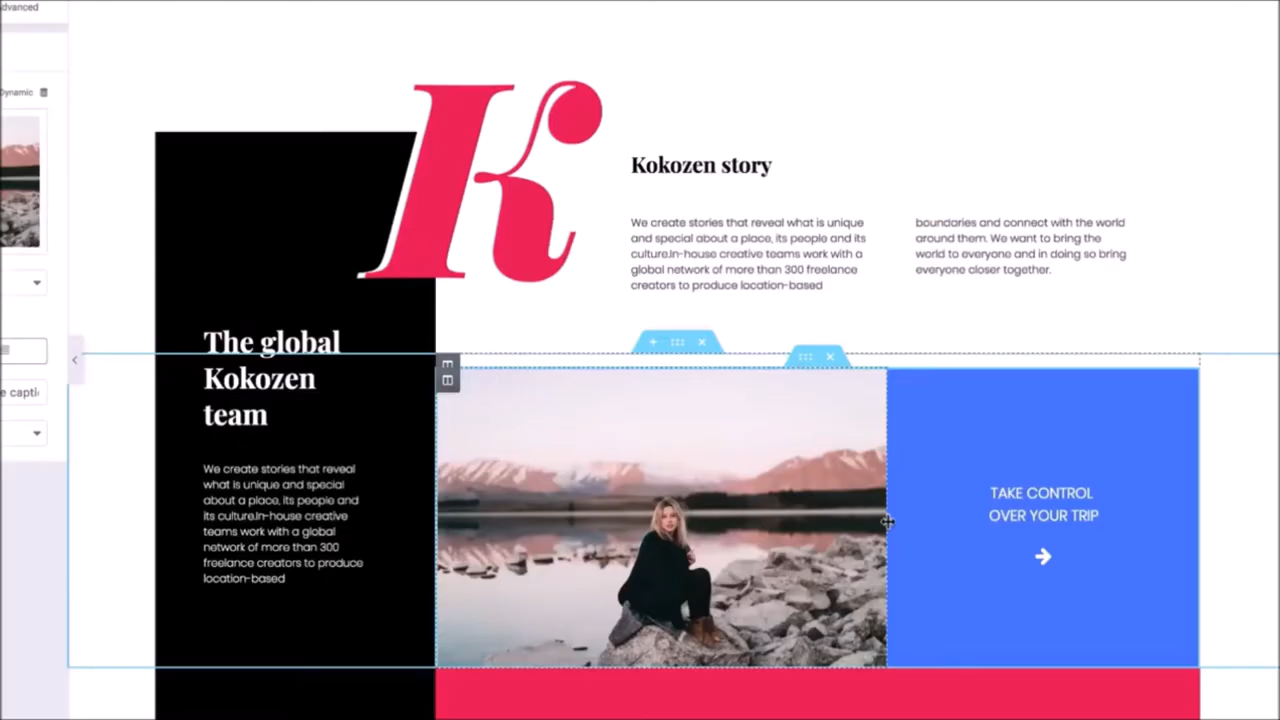 dvanced
Dynamic
K
Kokozen story
We create stories that reveal what is unique
and special about a place, its people and its
culture.In-house creative teams work with a
global network of more than 300 freelance
creators to produce location-based
boundaries and connect with the world
around them. We want to bring the
world to everyone and in doing so bring
everyone closer together.
The global
Kokozen
team
We create stories that reveal
what is unique and special
about a place, its people and
its culture.In-house creative
teams work with a global
network of more than 300
freelance creators to produce
location-based
e capti
TAKE CONTROL
OVER YOUR TRIP